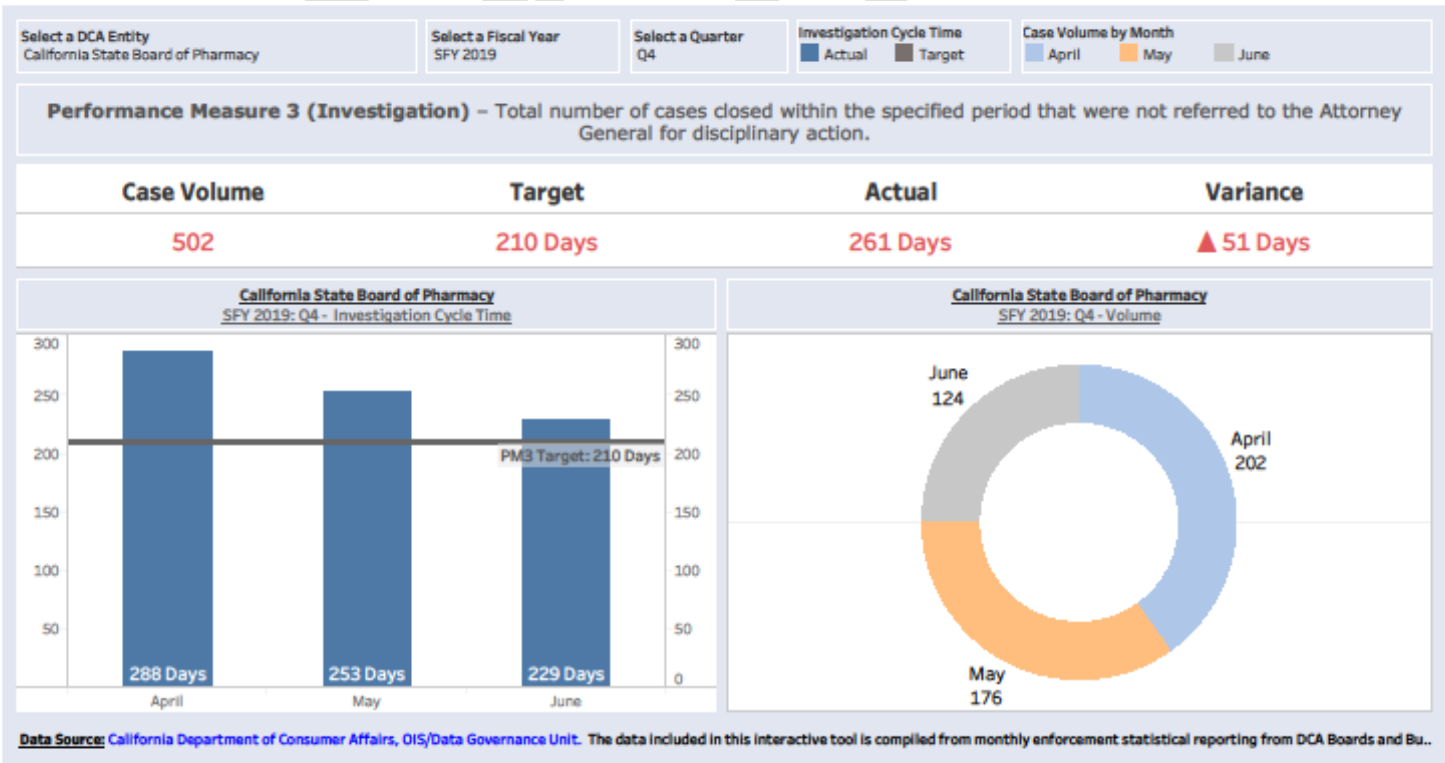 Select a DCA Entity
California State Board of Pharmacy
Select a Fiscal Year
SFY 2019
Select a Quarter
Q4
Investigation Cycle Time
Actual Target
Case Volume by Month
April May June
Performance Measure 3 (Investigation) – Total number of cases closed within the specified period that were not referred to the Attorney
General for disciplinary action.
Case Volume Target Actual Variance
502 210 Days 261 Days ▲ 51 Days
California State Board of Pharmacy
SFY 2019: Q4 - Investigation Cycle Time
300
250
200
150
100
50
300
250
200
150
100
50
0
PM3 Target: 210 Days
288 Days 253 Days 229 Days
April May June
California State Board of Pharmacy
SFY 2019: Q4 - Volume
June
124
April
202
May
176
Data Source: California Department of Consumer Affairs, OIS/Data Governance Unit. The data included in this interactive tool is compiled from monthly enforcement statistical reporting from DCA Boards and Bu..